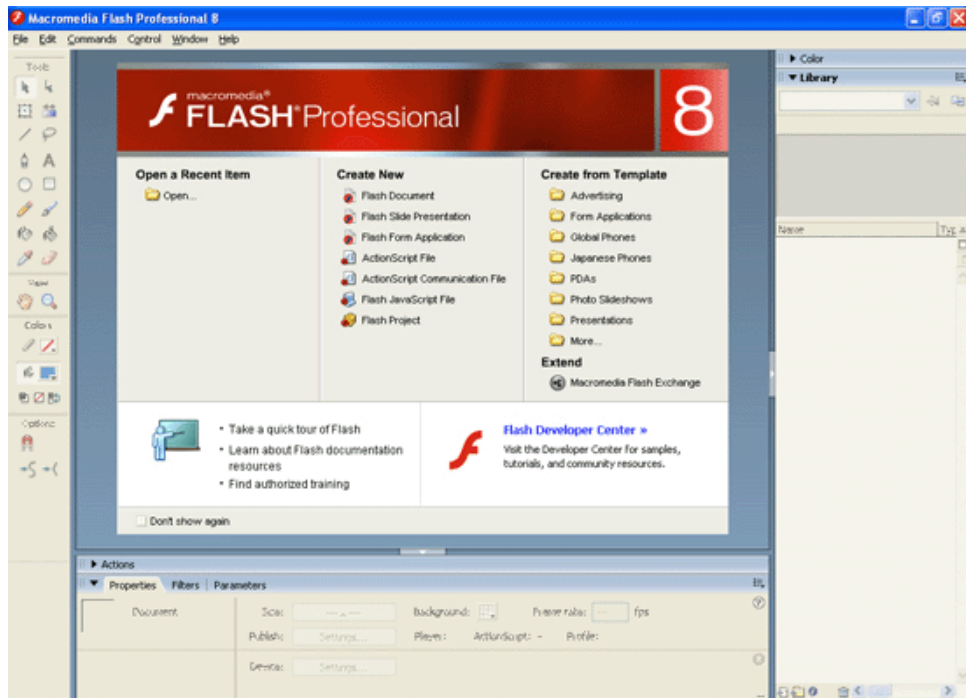 Macromedia Flash Professional 8
File Edit Commands Control Window Help
Tools
View
Colors
Options
macromedia®
FLASH® Professional 8
Open a Recent Item
Open...
Create New
Flash Document
Flash Slide Presentation
Flash Form Application
ActionScript File
ActionScript Communication File
Flash JavaScript File
Flash Project
Create from Template
Advertising
Form Applications
Global Phones
Japanese Phones
PDAs
Photo Slideshows
Presentations
More...
Extend
Macromedia Flash Exchange
• Take a quick tour of Flash
• Learn about Flash documentation
resources
• Find authorized training
Flash Developer Center »
Visit the Developer Center for samples,
tutorials, and community resources.
Don't show again
Color
Library
Name Typ
Actions
Properties Filters Parameters
Document Size: Background: Frame rate: fps
Publish: Settings... Player: ActionScript: - Profile:
Device: Settings...